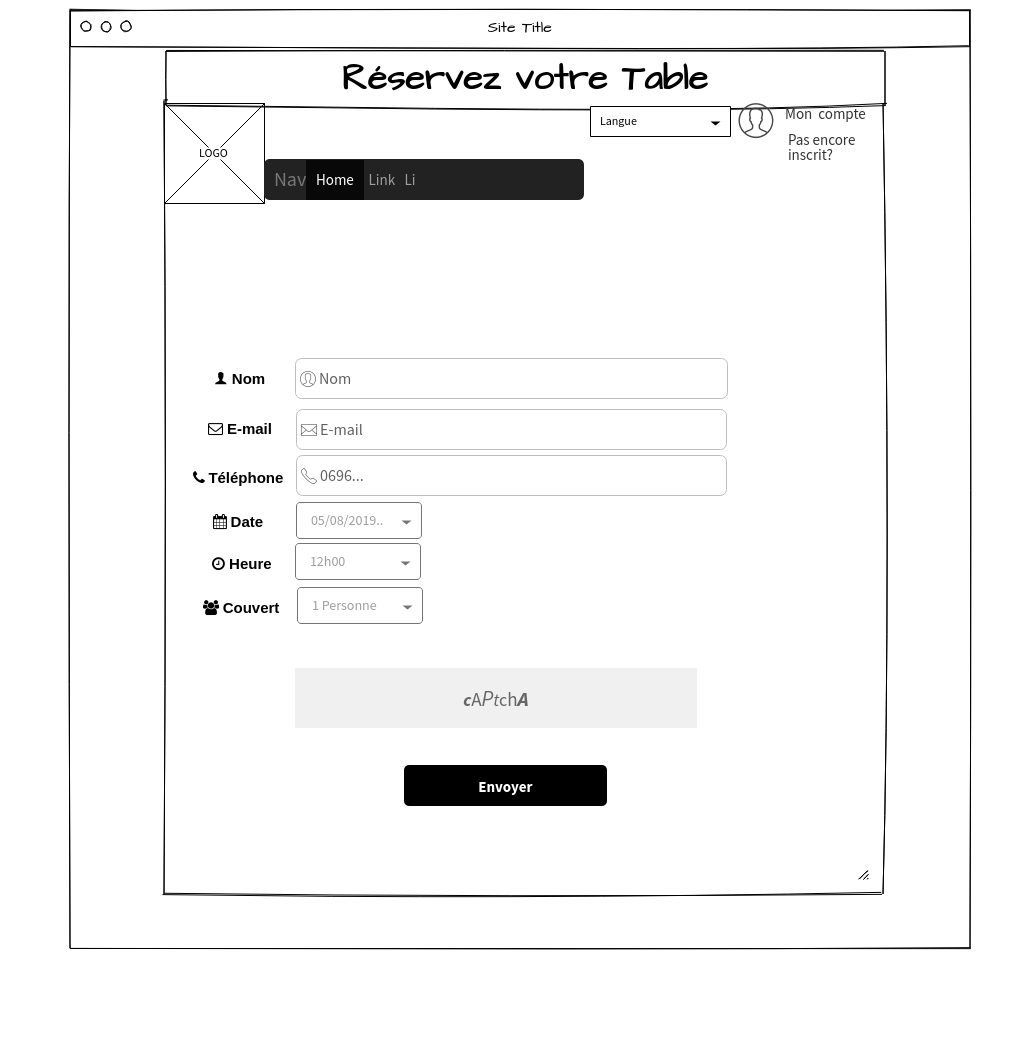 Site Title
Réservez votre Table
Langue
Mon compte
Pas encore
inscrit?
LOGO
Nav Home Link Li
Nom
Nom
E-mail
E-mail
Téléphone
0696...
Date
05/08/2019..
Heure
12h00
Couvert
1 Personne
cAPtchA
Envoyer